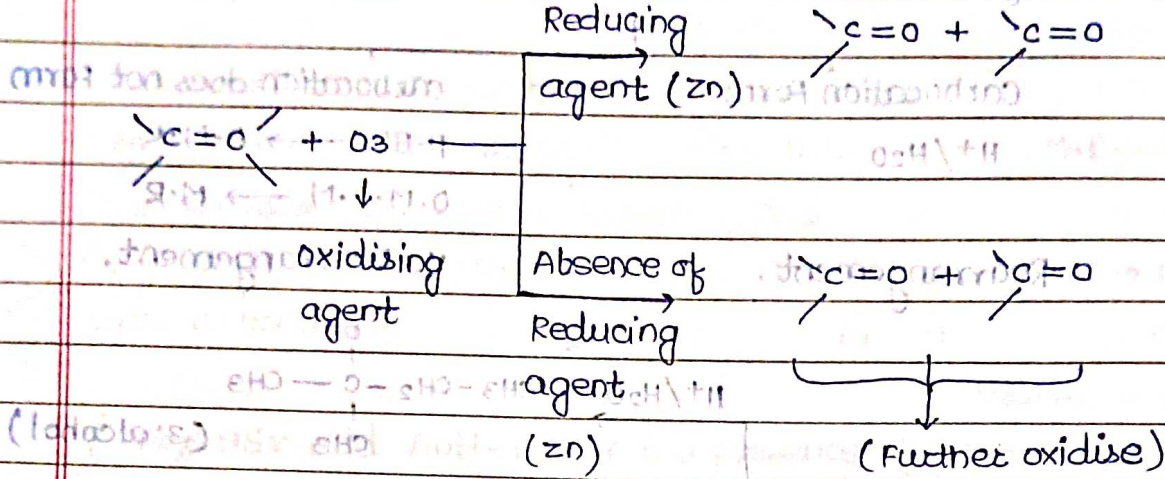 Reducing
agent (Zn)
C=O + C=O
C=O + O3
oxidising
agent
Absence of
Reducing
agent
(Zn)
C=O + C=O
(Further oxidise)